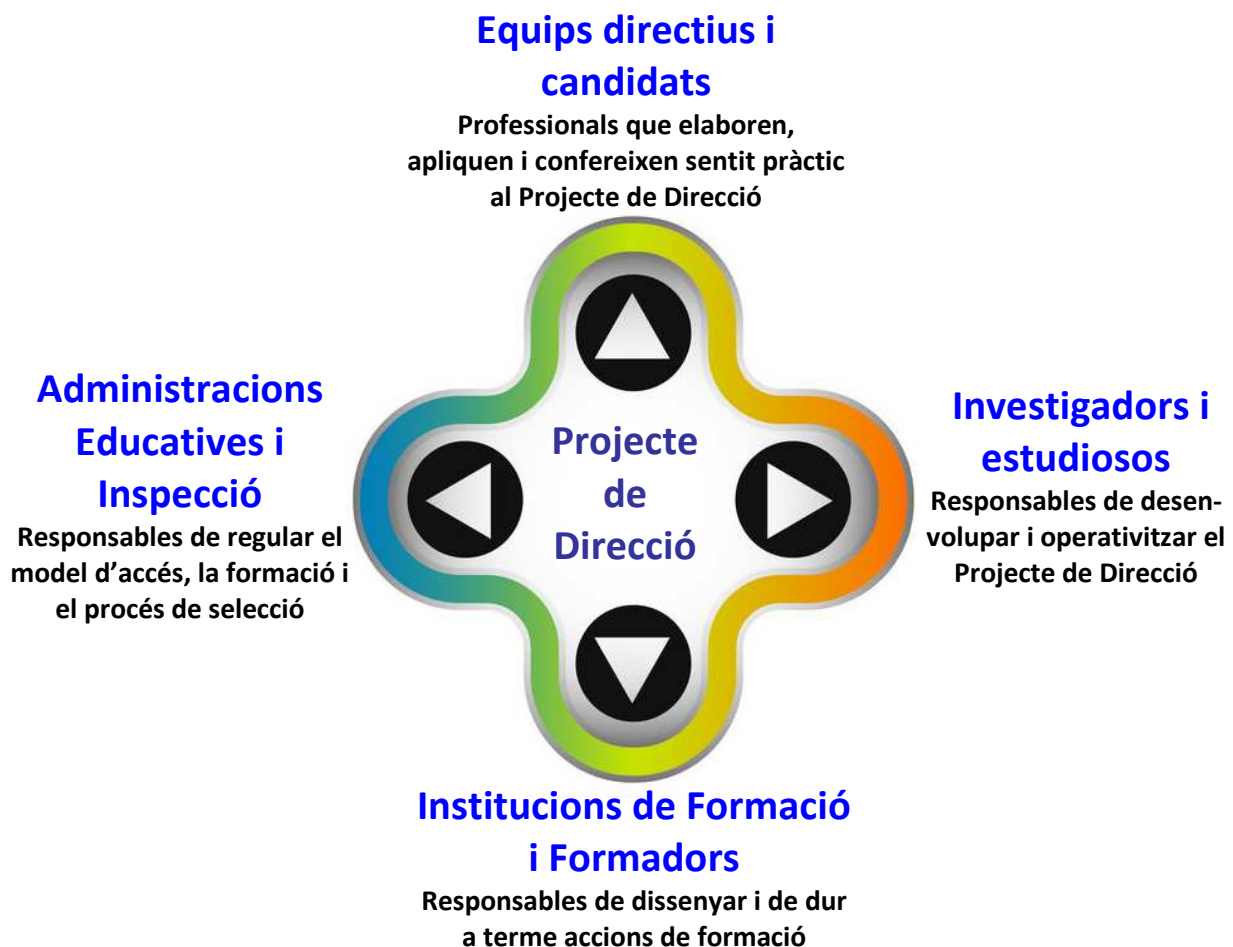 Equips directius i
candidats
Professionals que elaboren,
apliquen i confereixen sentit pràctic
al Projecte de Direcció
Administracions
Educatives i
Inspecció
Responsables de regular el
model d’accés, la formació i
el procés de selecció
Projecte
de
Direcció
Investigadors i
estudiosos
Responsables de desen-
volupar i operativitzar el
Projecte de Direcció
Institucions de Formació
i Formadors
Responsables de dissenyar i de dur
a terme accions de formació